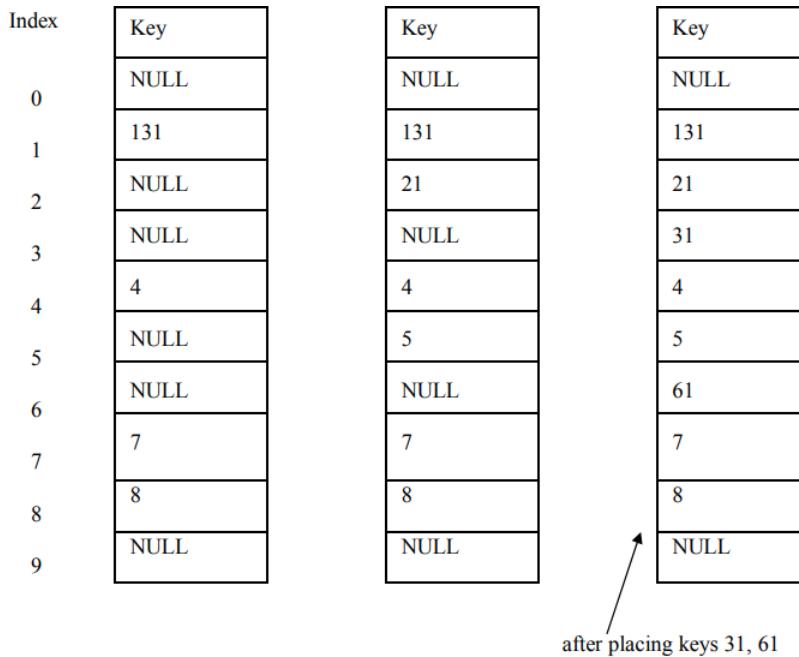 Index Key Key Key
0 NULL NULL NULL
1 131 131 131
2 NULL 21 21
3 NULL NULL 31
4 4 4 4
5 NULL 5 5
6 NULL NULL 61
7 7 7 7
8 8 8 8
9 NULL NULL NULL
after placing keys 31, 61